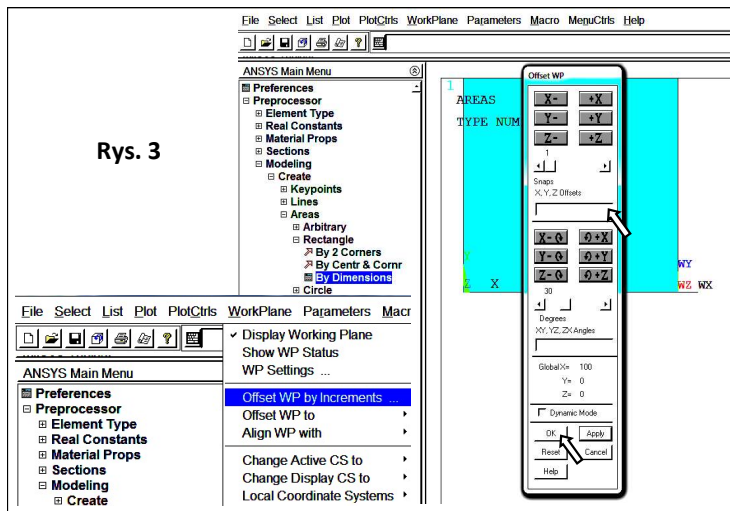 File Select List Plot PlotCtrls WorkPlane Parameters Macro MenuCtrls Help
ANSYS Main Menu
Preferences
Preprocessor
Element Type
Real Constants
Material Props
Sections
Modeling
Create
Keypoints
Lines
Areas
Arbitrary
Rectangle
By 2 Corners
By Centr & Cornr
By Dimensions
Circle
Rys. 3
File Select List Plot PlotCtrls WorkPlane Parameters Macr
ANSYS Main Menu
Preferences
Preprocessor
Element Type
Real Constants
Material Props
Sections
Modeling
Create
Display Working Plane
Show WP Status
WP Settings ...
Offset WP by Increments ...
Offset WP to
Align WP with
Change Active CS to
Change Display CS to
Local Coordinate Systems
1
AREAS
TYPE NUM
Y
Z X
WY
WZ WX
Offset WP
X- +X
Y- +Y
Z- +Z
1
Snaps
X, Y, Z Offsets
X- +X
Y- +Y
Z- +Z
30
Degrees
XY, YZ, ZX Angles
Global X= 100
Y= 0
Z= 0
Dynamic Mode
OK Apply
Reset Cancel
Help